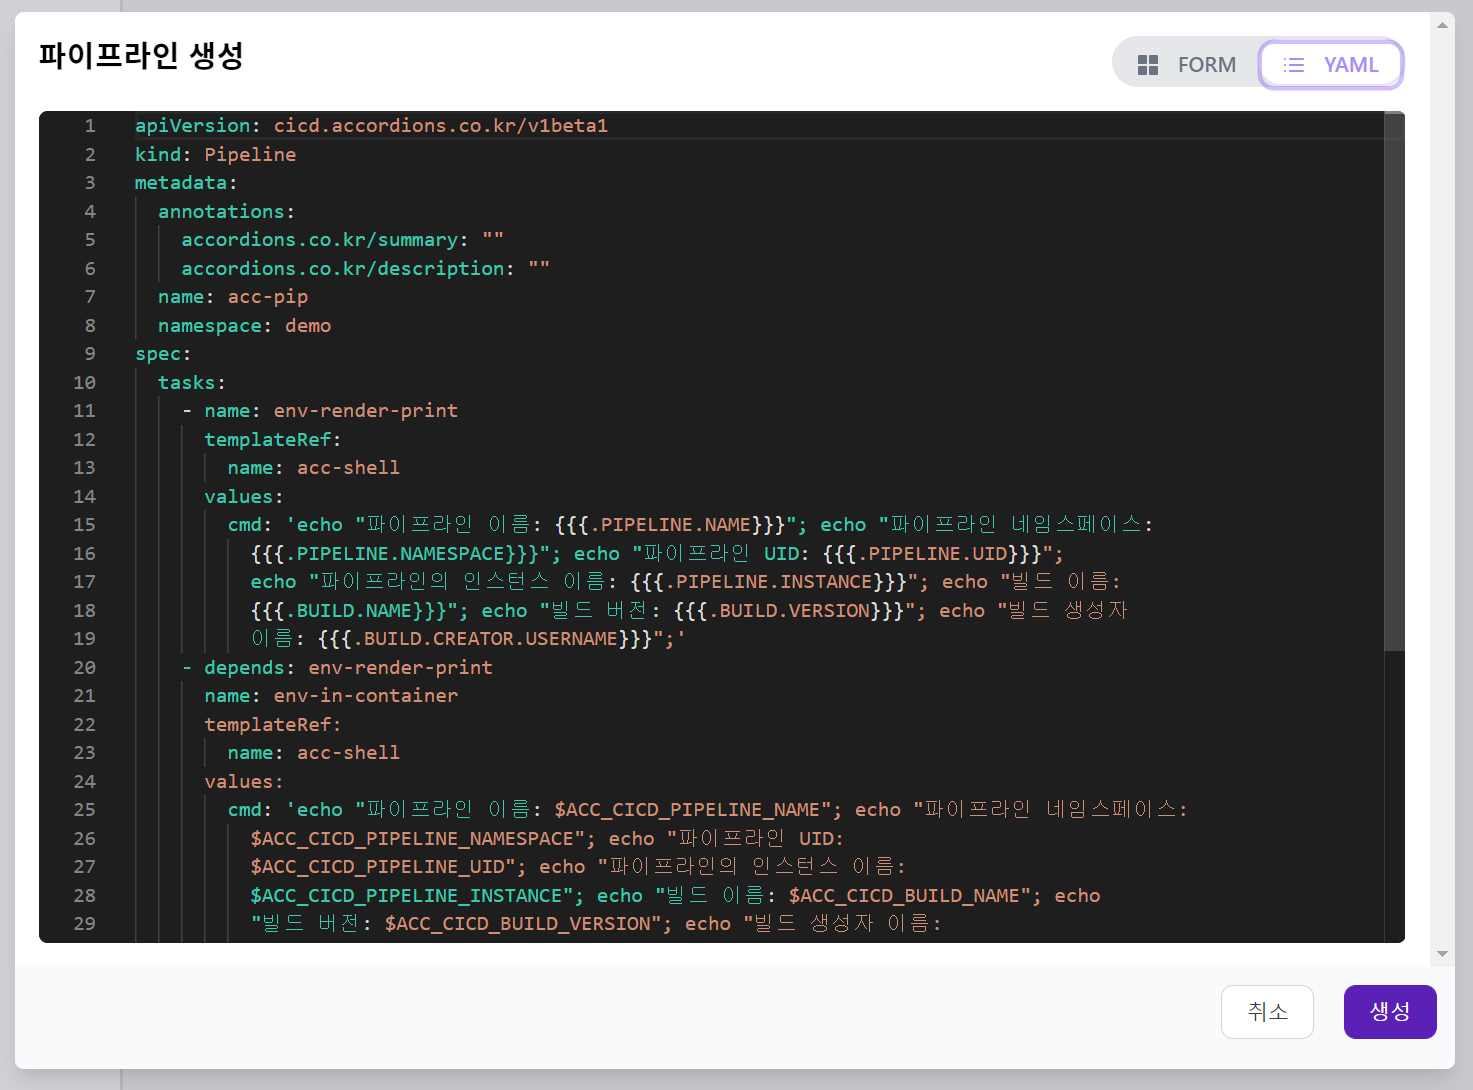 파이프라인 생성
FORM
YAML
1 apiVersion: cicd.accordions.co.kr/v1beta1
2 kind: Pipeline
3 metadata:
4 annotations:
5 accordions.co.kr/summary: ""
6 accordions.co.kr/description: ""
7 name: acc-pip
8 namespace: demo
9 spec:
10 tasks:
11 - name: env-render-print
12 templateRef:
13 name: acc-shell
14 values:
15 cmd: 'echo "파이프라인 이름: {{{.PIPELINE.NAME}}}"; echo "파이프라인 네임스페이스:
16 {{{.PIPELINE.NAMESPACE}}}"; echo "파이프라인 UID: {{{.PIPELINE.UID}}}";
17 echo "파이프라인의 인스턴스 이름: {{{.PIPELINE.INSTANCE}}}"; echo "빌드 이름:
18 {{{.BUILD.NAME}}}"; echo "빌드 버전: {{{.BUILD.VERSION}}}"; echo "빌드 생성자
19 이름: {{{.BUILD.CREATOR.USERNAME}}}";'
20 - depends: env-render-print
21 name: env-in-container
22 templateRef:
23 name: acc-shell
24 values:
25 cmd: 'echo "파이프라인 이름: $ACC_CICD_PIPELINE_NAME"; echo "파이프라인 네임스페이스:
26 $ACC_CICD_PIPELINE_NAMESPACE"; echo "파이프라인 UID:
27 $ACC_CICD_PIPELINE_UID"; echo "파이프라인의 인스턴스 이름:
28 $ACC_CICD_PIPELINE_INSTANCE"; echo "빌드 이름: $ACC_CICD_BUILD_NAME"; echo
29 "빌드 버전: $ACC_CICD_BUILD_VERSION"; echo "빌드 생성자 이름:
취소
생성